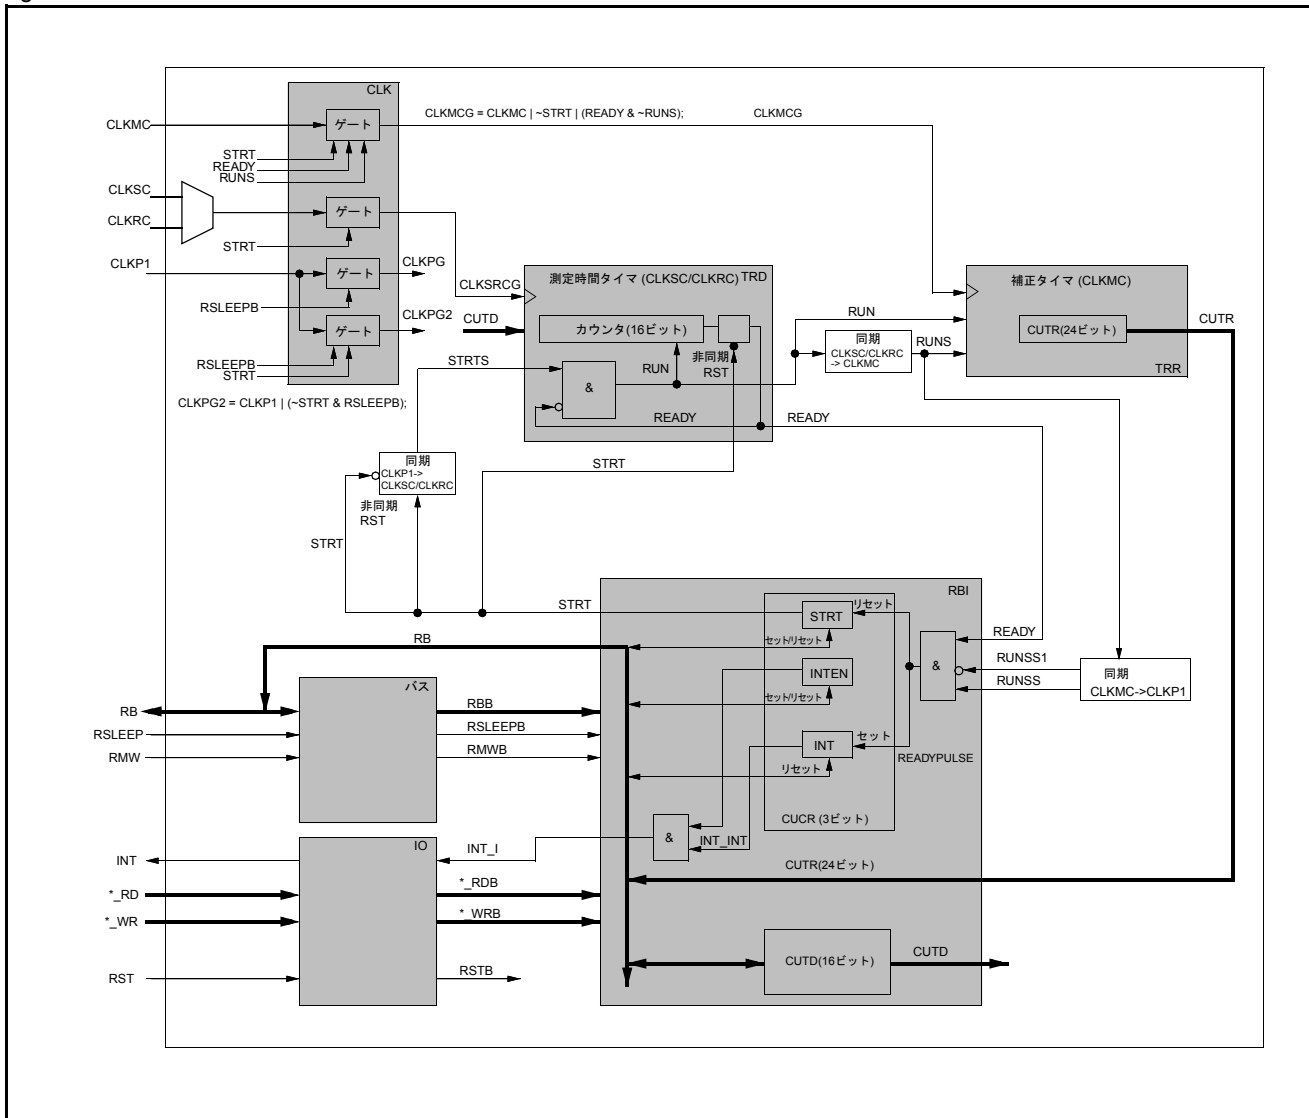 CLK
CLKMC
ゲート
CLKMCG = CLKMC | ~STRT | (READY & ~RUNS);
CLKMCG
STRT
READY
RUNS
CLKSC
CLKRC
ゲート
STRT
CLKP1
ゲート
CLKPG
RSLEEPB
ゲート
CLKPG2
RSLEEPB
STRT
CLKPG2 = CLKP1 | (~STRT & RSLEEPB);
CLKSRCG
CUTD
測定時間タイマ (CLKSC/CLKRC) TRD
カウンタ(16ビット)
非同期
RST
STRTS
&
RUN
READY
READY
RUN
同期
CLKSC/CLKRC
-> CLKMC
RUNS
補正タイマ (CLKMC)
CUTR(24ビット)
TRR
CUTR
同期
CLKP1->
CLKSC/CLKRC
非同期
RST
STRT
STRT
STRT
RBI
STRT
リセット
セット/リセット
INTEN
セット/リセット
INT
セット
リセット
READYPULSE
CUCR (3ビット)
&
READY
RUNSS1
RUNSS
同期
CLKMC->CLKP1
RB
バス
RB
RSLEEP
RMW
RBB
RSLEEPB
RMWB
IO
INT
*_RD
*_WR
RST
INT_I
*_RDB
*_WRB
RSTB
&
INT_INT
CUTR(24ビット)
CUTD(16ビット)
CUTD